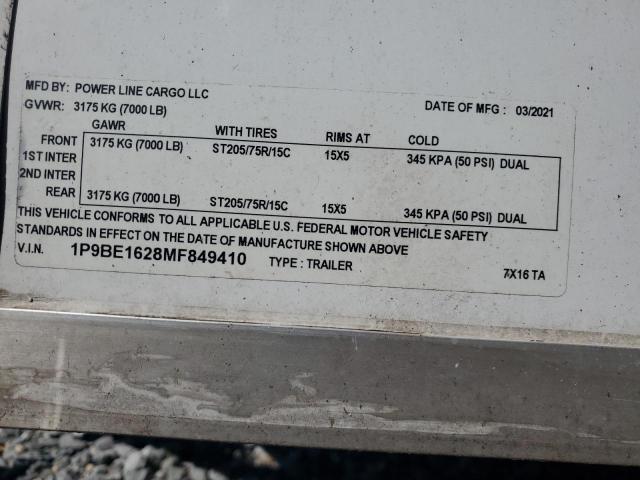 MFD BY: POWER LINE CARGO LLC
GVWR: 3175 KG (7000 LB) DATE OF MFG : 03/2021
GAWR WITH TIRES RIMS AT COLD
FRONT 3175 KG (7000 LB) ST205/75R/15C 15X5 345 KPA (50 PSI) DUAL
1ST INTER
2ND INTER
REAR 3175 KG (7000 LB) ST205/75R/15C 15X5 345 KPA (50 PSI) DUAL
THIS VEHICLE CONFORMS TO ALL APPLICABLE U.S. FEDERAL MOTOR VEHICLE SAFETY
STANDARDS IN EFFECT ON THE DATE OF MANUFACTURE SHOWN ABOVE
V.I.N. 1P9BE1628MF849410 TYPE : TRAILER 7X16 TA